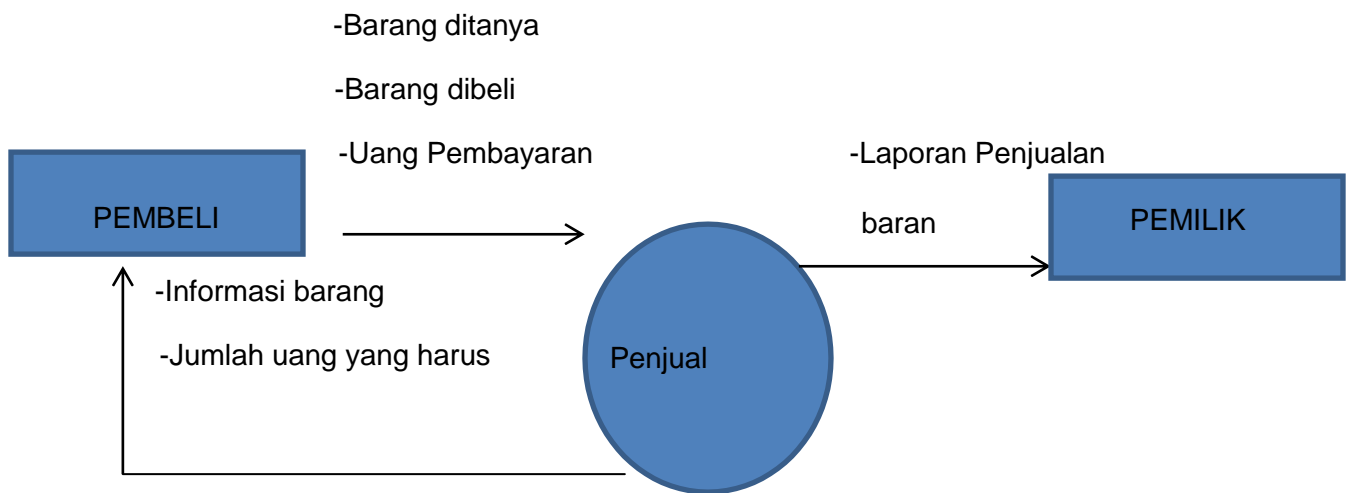 -Barang ditanya
-Barang dibeli
-Uang Pembayaran
-Laporan Penjualan
baran
PEMBELI
PEMILIK
-Informasi barang
-Jumlah uang yang harus
Penjual